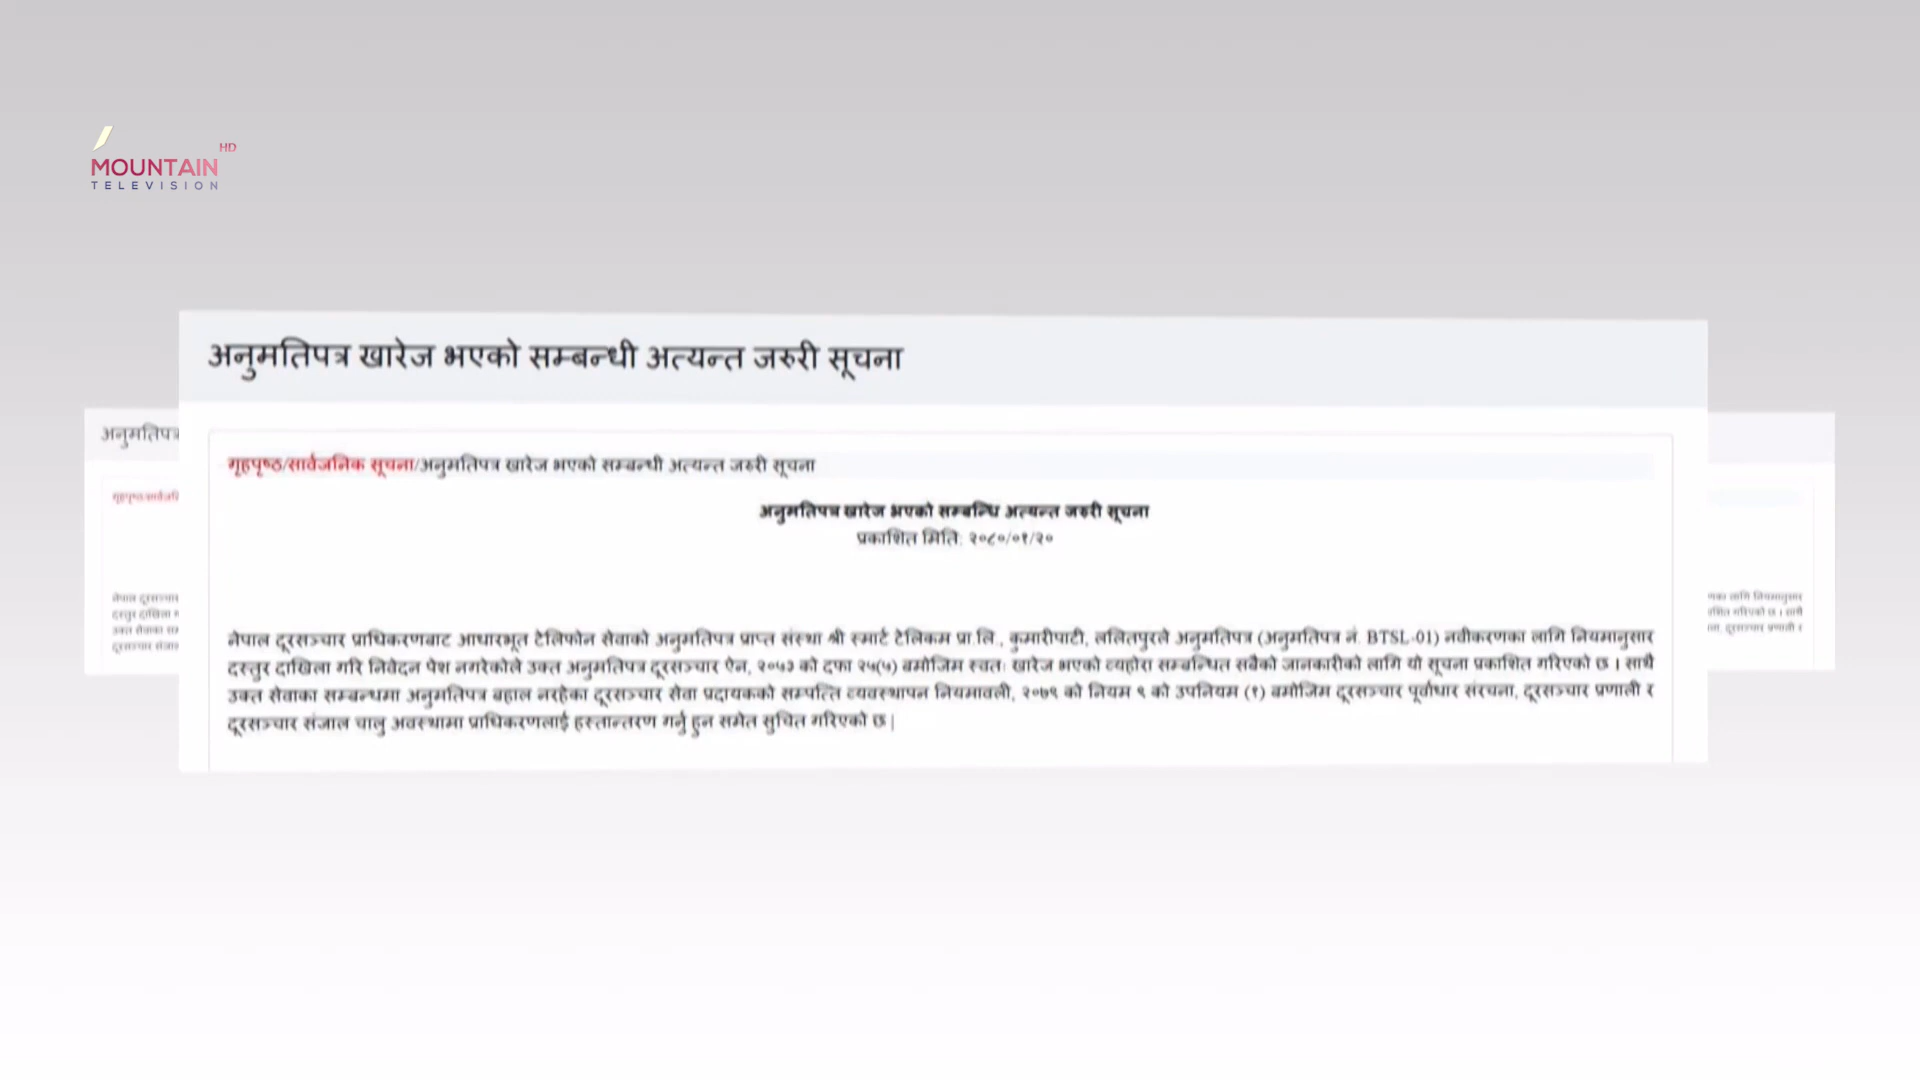 HD
MOUNTAIN
TELEVISION
अनुमतिपत्र खारेज भएको सम्बन्धी अत्यन्त जरुरी सूचना
गृहपृष्ठ/सार्वजनिक सूचना/अनुमतिपत्र खारेज भएको सम्बन्धी अत्यन्त जरुरी सूचना
अनुमतिपत्र खारेज भएको सम्बन्धि अत्यन्त जरुरी सूचना
प्रकाशित मिति: २०८०/०१/२०
नेपाल दूरसञ्चार प्राधिकरणबाट आधारभूत टेलिफोन सेवाको अनुमतिपत्र प्राप्त संस्था श्री स्मार्ट टेलिकम प्रा.लि., कुमारीपाटी, ललितपुरले अनुमतिपत्र (अनुमतिपत्र नं. BTSL-01) नवीकरणका लागि नियमानुसार
दस्तुर दाखिला गरि निवेदन पेश नगरेकोले उक्त अनुमतिपत्र दूरसञ्चार ऐन, २०५३ को दफा २५(५) बमोजिम स्वतः खारेज भएको व्यहोरा सम्बन्धित सबैको जानकारीको लागि यो सूचना प्रकाशित गरिएको छ । साथै
उक्त सेवाका सम्बन्धमा अनुमतिपत्र बहाल नरहेका दूरसञ्चार सेवा प्रदायकको सम्पत्ति व्यवस्थापन नियमावली, २०७९ को नियम ९ को उपनियम (१) बमोजिम दूरसञ्चार पूर्वाधार संरचना, दूरसञ्चार प्रणाली र
दूरसञ्चार संजाल चालु अवस्थामा प्राधिकरणलाई हस्तान्तरण गर्नु हुन समेत सुचित गरिएको छ |